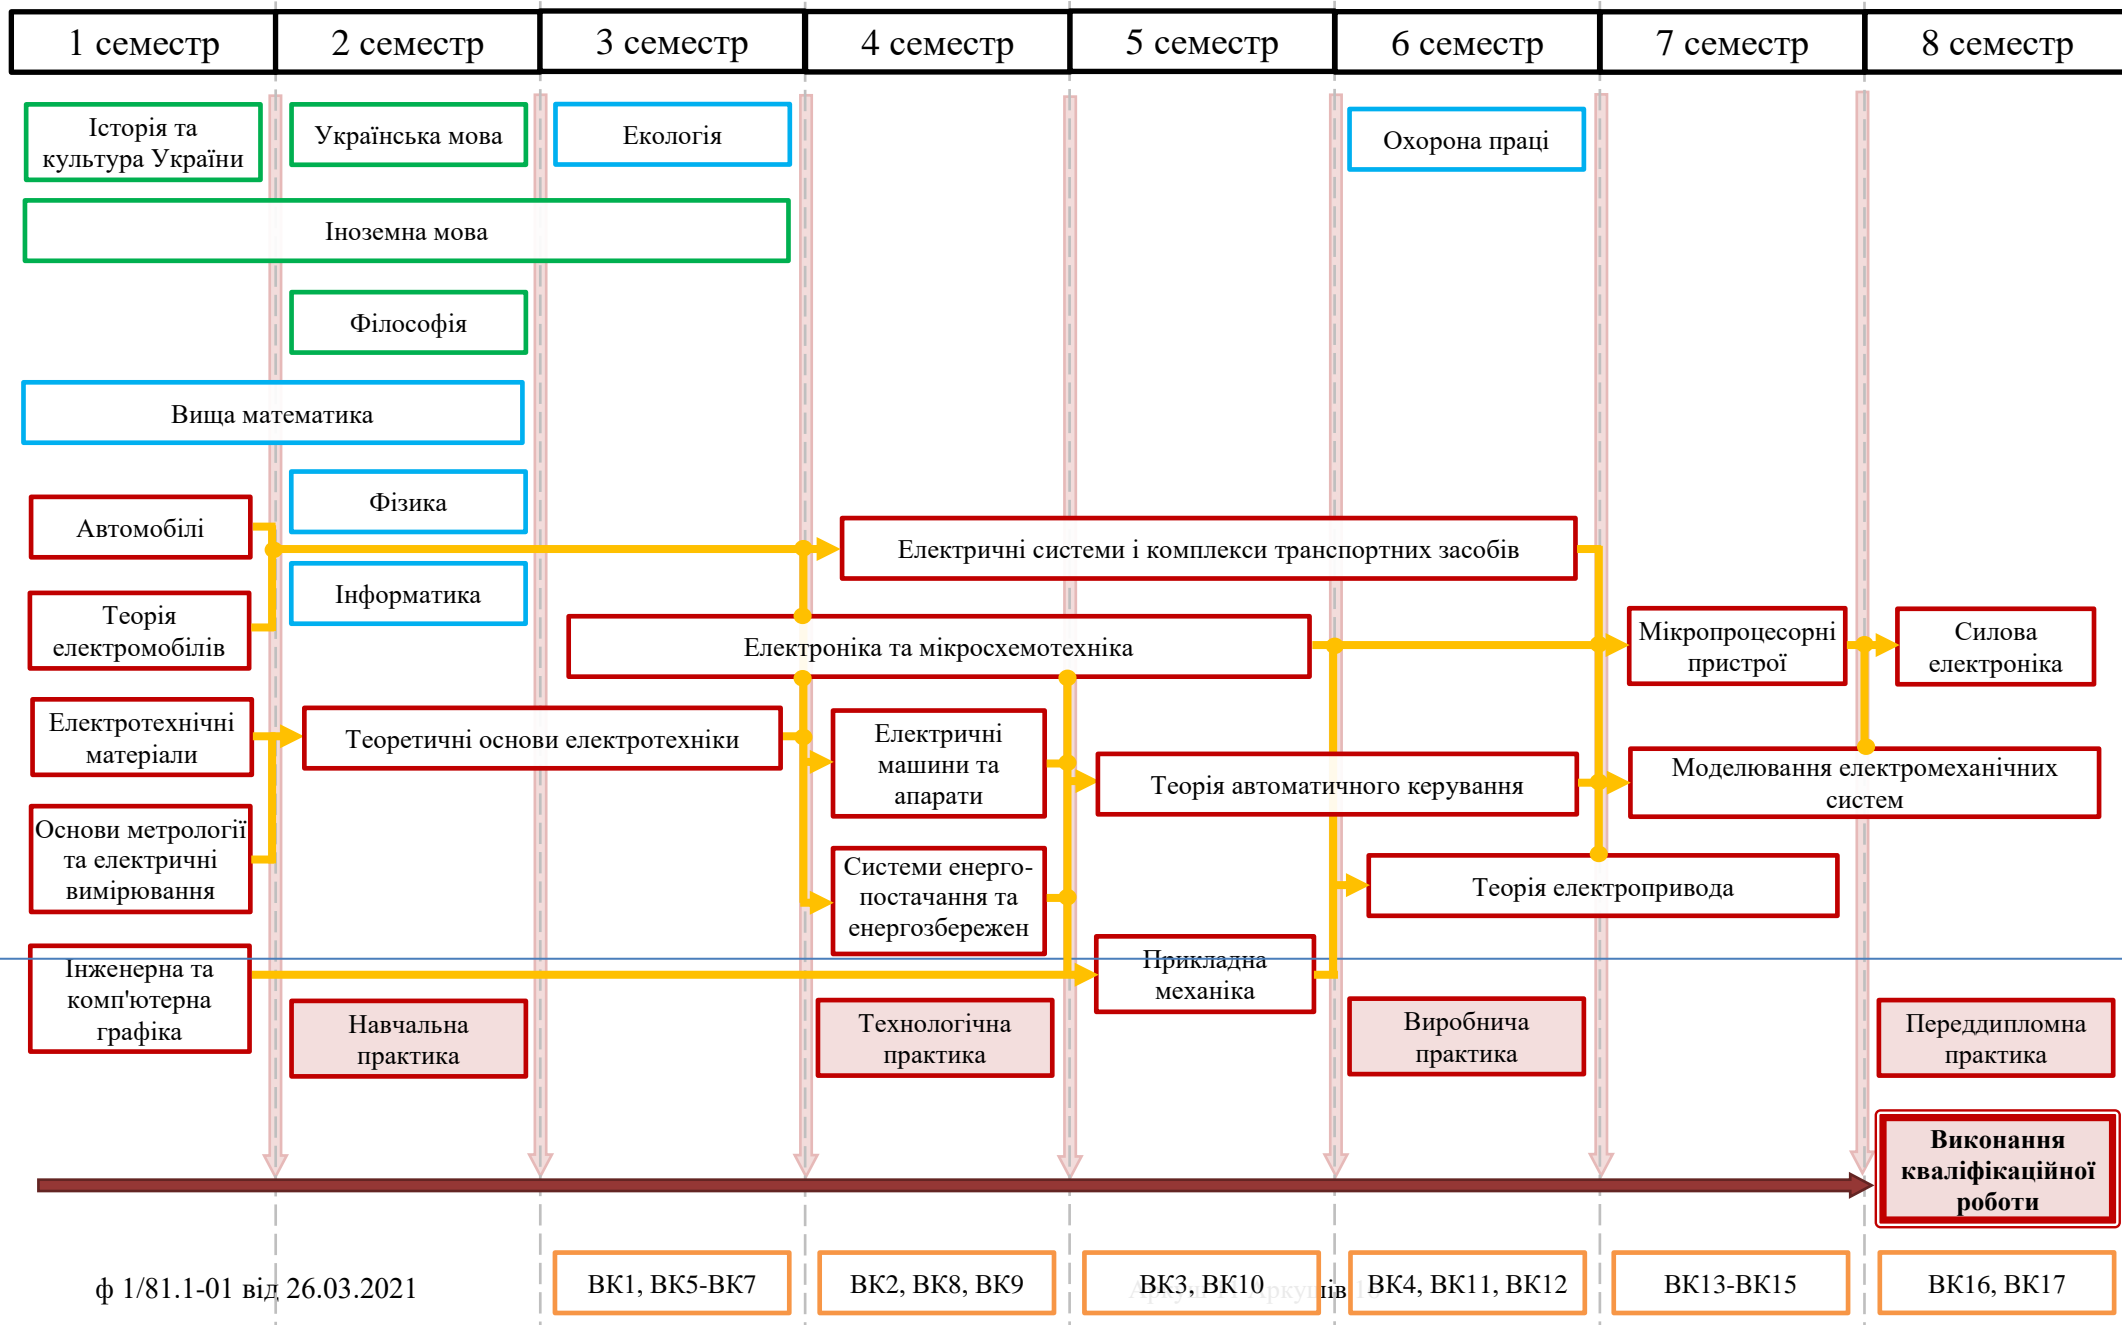 1 семестр
2 семестр
3 семестр
4 семестр
5 семестр
6 семестр
7 семестр
8 семестр
Історія та
культура України
Українська мова
Екологія
Охорона праці
Іноземна мова
Філософія
Вища математика
Фізика
Автомобілі
Електричні системи і комплекси транспортних засобів
Інформатика
Теорія
електромобілів
Електроніка та мікросхемотехніка
Мікропроцесорні
пристрої
Силова
електроніка
Електротехнічні
матеріали
Теоретичні основи електротехніки
Електричні
машини та
апарати
Теорія автоматичного керування
Моделювання електромеханічних
систем
Основи метрології
та електричні
вимірювання
Системи енерго-
постачання та
енергозбережен
Теорія електропривода
Інженерна та
комп'ютерна
графіка
Прикладна
механіка
Навчальна
практика
Технологічна
практика
Виробнича
практика
Переддипломна
практика
Виконання
кваліфікаційної
роботи
ф 1/81.1-01 від 26.03.2021
ВК1, ВК5-ВК7
ВК2, ВК8, ВК9
ВК3, ВК10
ВК4, ВК11, ВК12
ВК13-ВК15
ВК16, ВК17